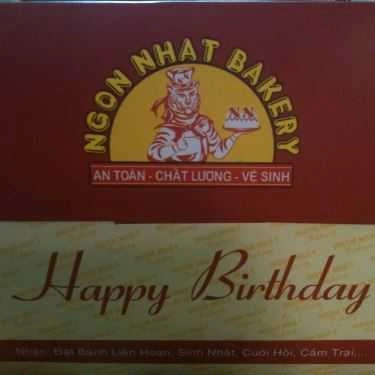 NGON NHAT BAKERY
N N
AN TOÀN - CHẤT LƯỢNG - VỆ SINH
Happy Birthday
Nhận: Đặt Bánh Liên Hoan, Sinh Nhật, Cưới Hỏi, Cắm Trại,...